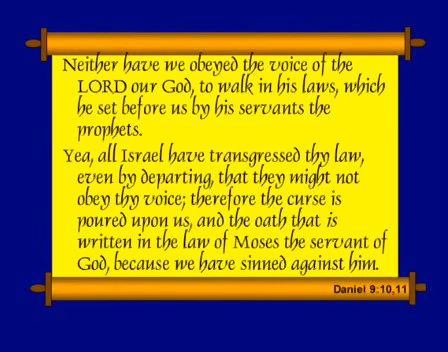 Neither have we obeyed the voice of the
LORD our God, to walk in his laws, which
he set before us by his servants the
prophets.
Yea, all Israel have transgressed thy law,
even by departing, that they might not
obey thy voice; therefore the curse is
poured upon us, and the oath that is
written in the law of Moses the servant of
God, because we have sinned against him.
Daniel 9:10,11